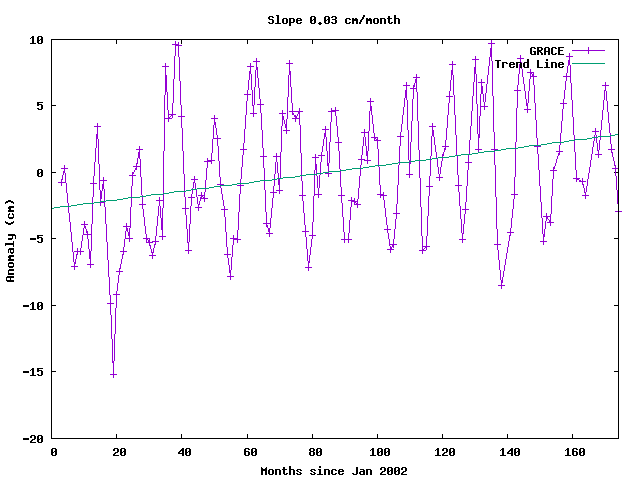 Slope 0.03 cm/month
GRACE
Trend Line
10
5
0
-5
-10
-15
-20
Anomaly (cm)
0 20 40 60 80 100 120 140 160
Months since Jan 2002